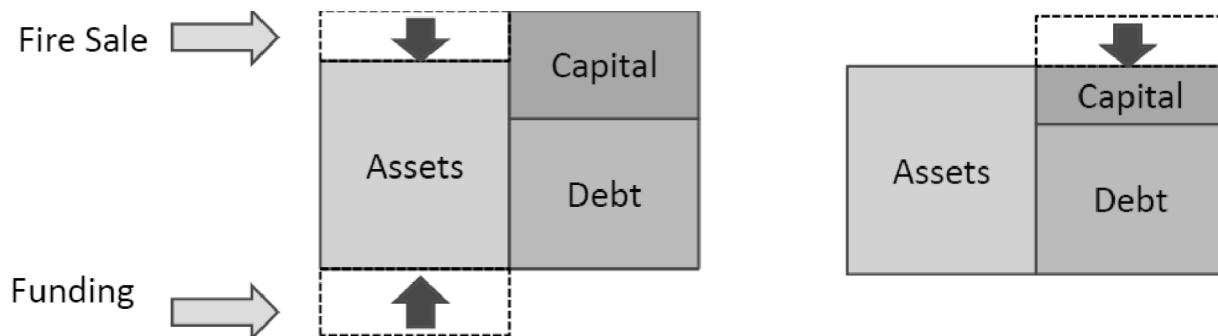 Fire Sale
Capital
Assets
Debt
Funding
Capital
Assets
Debt